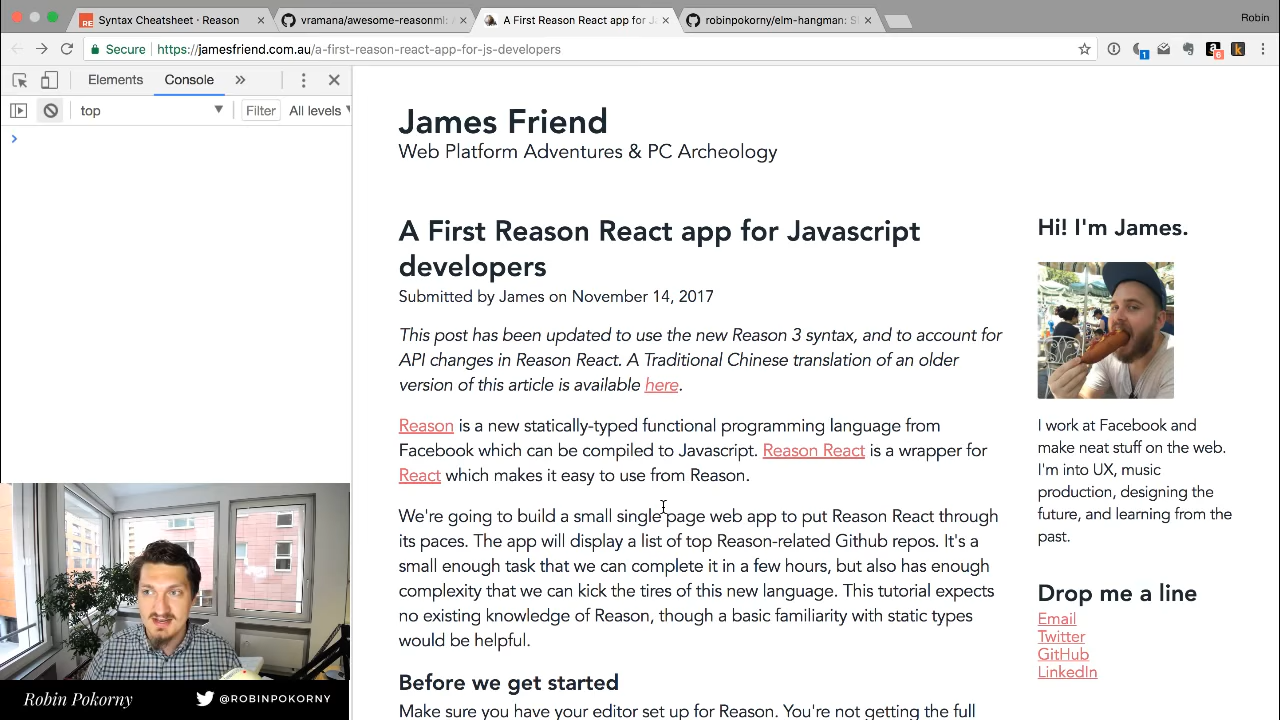 Syntax Cheatsheet · Reason
vramana/awesome-reasonml: A
A First Reason React app for Ja
robinpokorny/elm-hangman: Sl
Robin
Secure
https://jamesfriend.com.au/a-first-reason-react-app-for-js-developers
1
6
k
Elements
Console
top
Filter
All levels
James Friend
Web Platform Adventures & PC Archeology
A First Reason React app for Javascript
developers
Submitted by James on November 14, 2017
This post has been updated to use the new Reason 3 syntax, and to account for
API changes in Reason React. A Traditional Chinese translation of an older
version of this article is available here.
Reason is a new statically-typed functional programming language from
Facebook which can be compiled to Javascript. Reason React is a wrapper for
React which makes it easy to use from Reason.
We're going to build a small single page web app to put Reason React through
its paces. The app will display a list of top Reason-related Github repos. It's a
small enough task that we can complete it in a few hours, but also has enough
complexity that we can kick the tires of this new language. This tutorial expects
no existing knowledge of Reason, though a basic familiarity with static types
would be helpful.
Before we get started
Make sure you have your editor set up for Reason. You're not getting the full
Hi! I'm James.
I work at Facebook and
make neat stuff on the web.
I'm into UX, music
production, designing the
future, and learning from the
past.
Drop me a line
Email
Twitter
GitHub
LinkedIn
Robin Pokorny
@ROBINPOKORNY